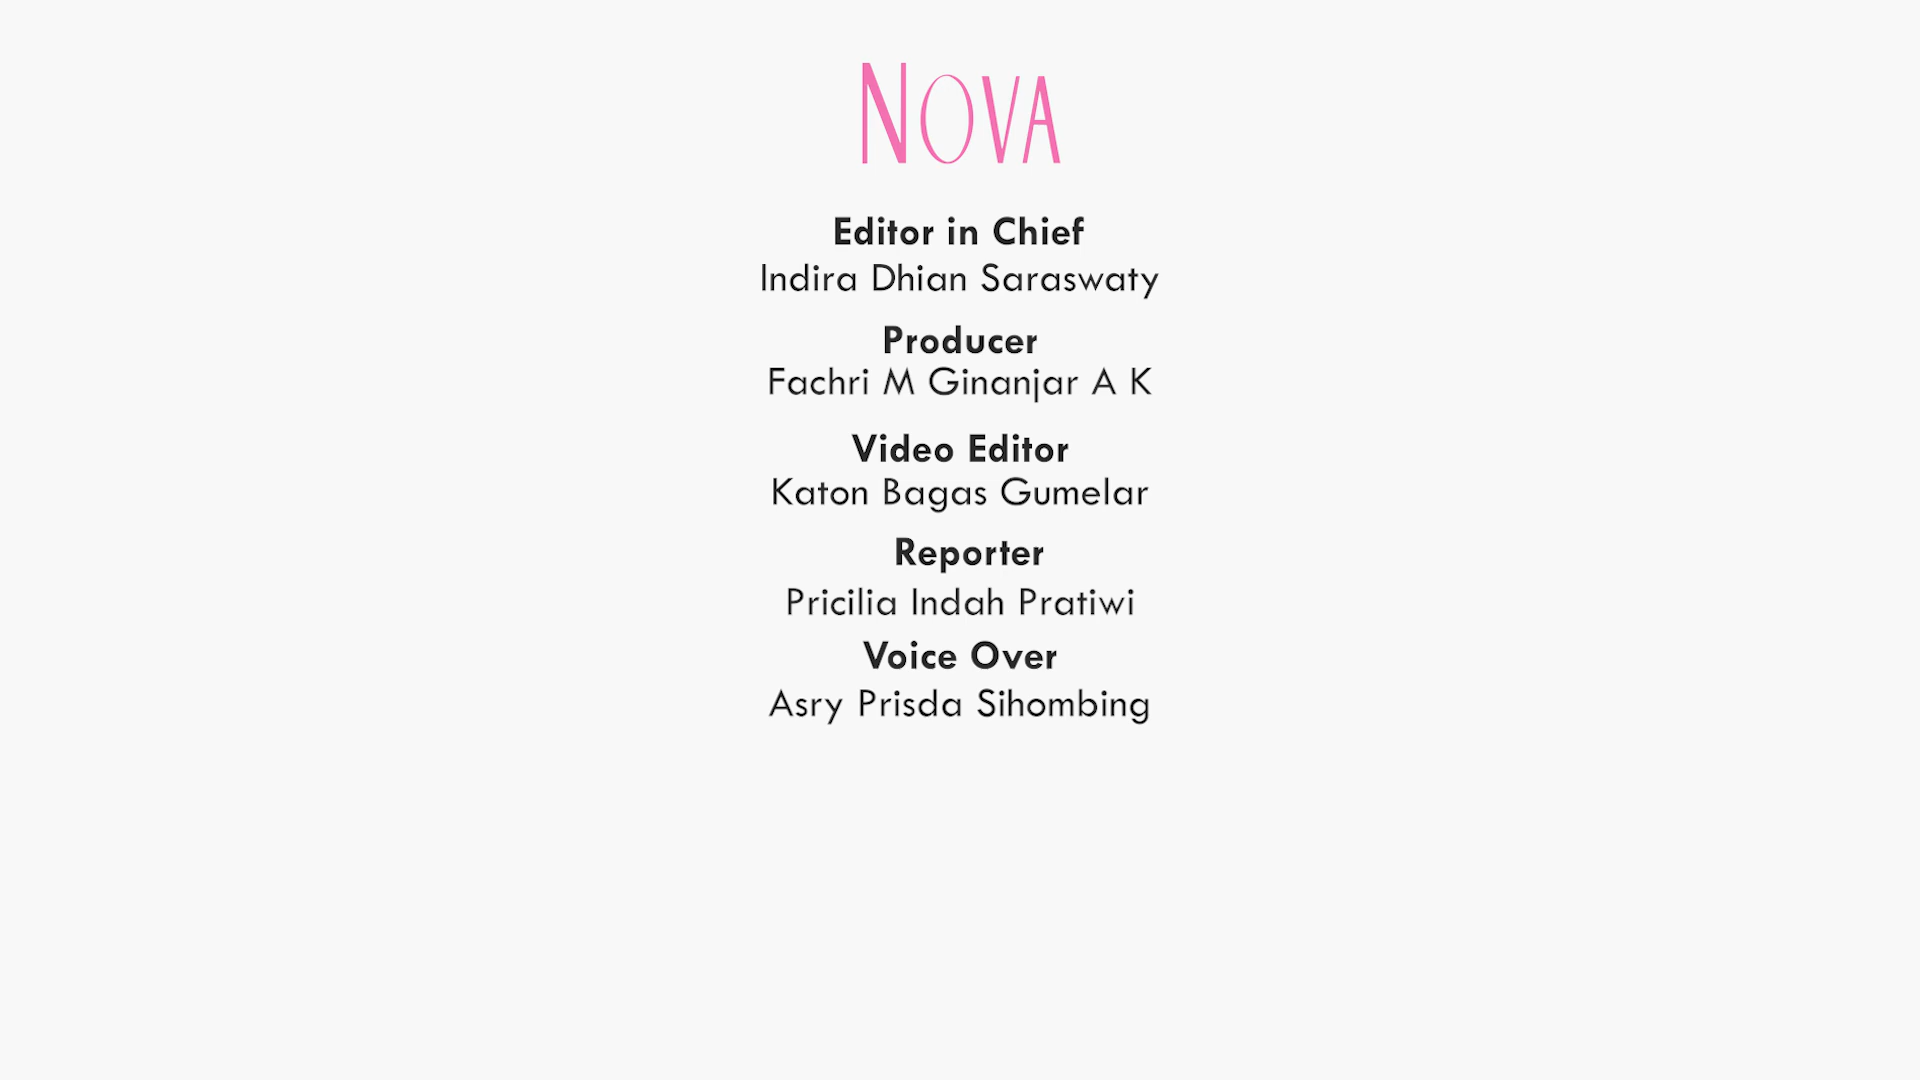 NOVA
Editor in Chief
Indira Dhian Saraswaty
Producer
Fachri M Ginanjar A K
Video Editor
Katon Bagas Gumelar
Reporter
Pricilia Indah Pratiwi
Voice Over
Asry Prisda Sihombing